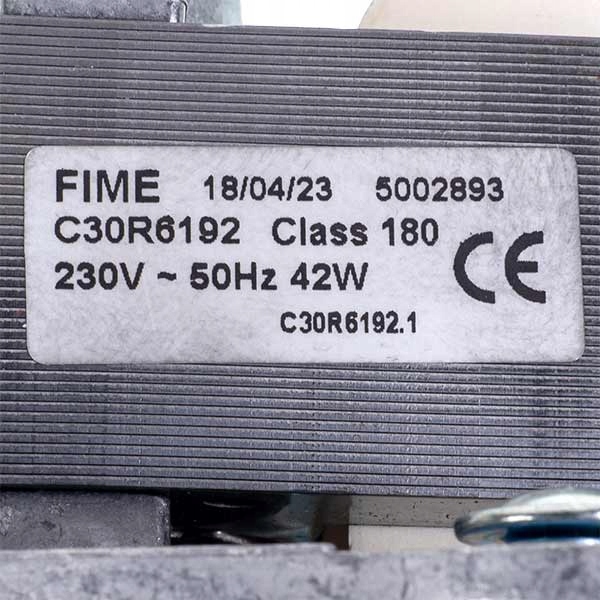 FIME 18/04/23 5002893
C30R6192 Class 180
230V ~ 50Hz 42W
CE
C30R6192.1